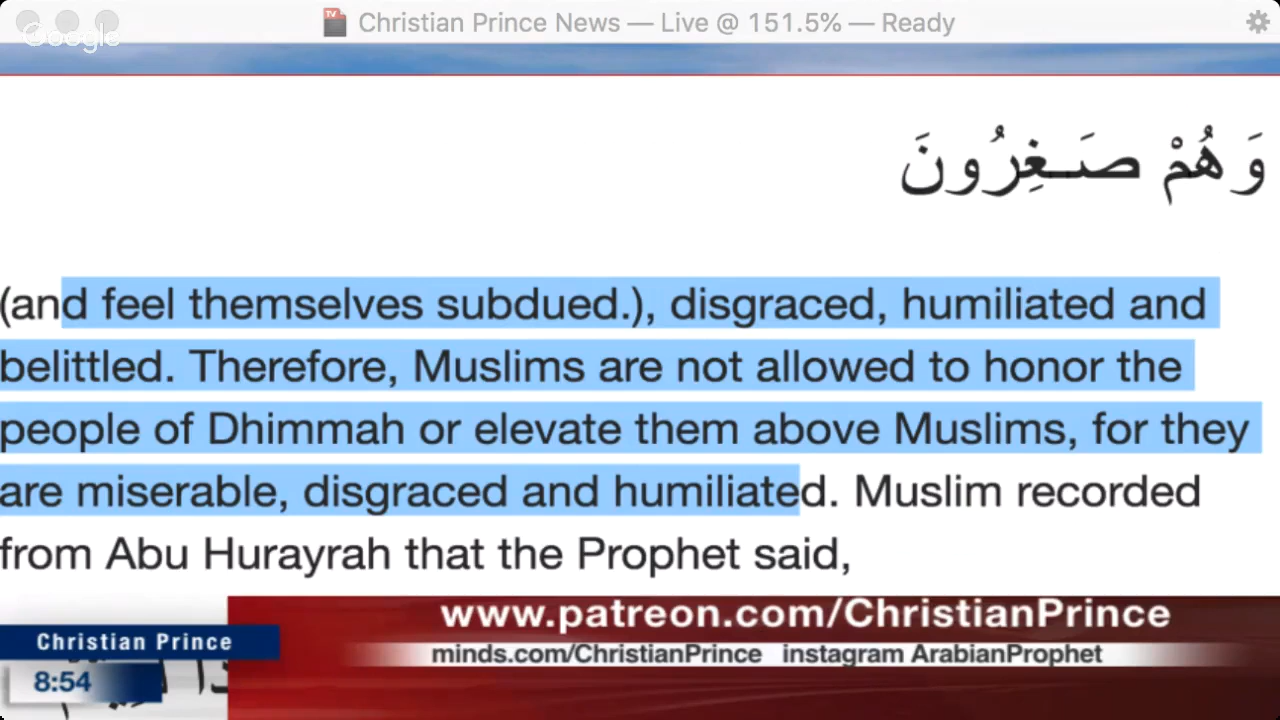 Christian Prince News — Live @ 151.5% — Ready
Google
وَهُمْ صَـغِرُونَ
(and feel themselves subdued.), disgraced, humiliated and
belittled. Therefore, Muslims are not allowed to honor the
people of Dhimmah or elevate them above Muslims, for they
are miserable, disgraced and humiliated. Muslim recorded
from Abu Hurayrah that the Prophet said,
www.patreon.com/ChristianPrince
Christian Prince
minds.com/ChristianPrince instagram ArabianProphet
8:54